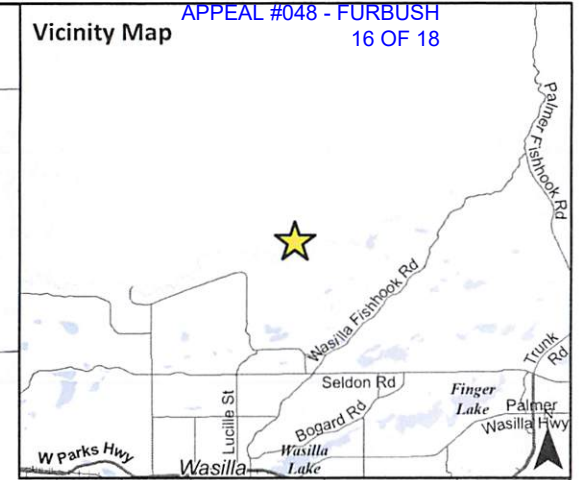 APPEAL #048 - FURBUSH
16 OF 18
Vicinity Map
Palmer Fishhook Rd
Wasilla Fishhook Rd
Trunk
Rd
Seldon Rd
Finger
Lake
Palmer
Wasilla Hwy
Lucille St
Bogard Rd
W Parks Hwy
Wasilla
Wasilla
Lake
N